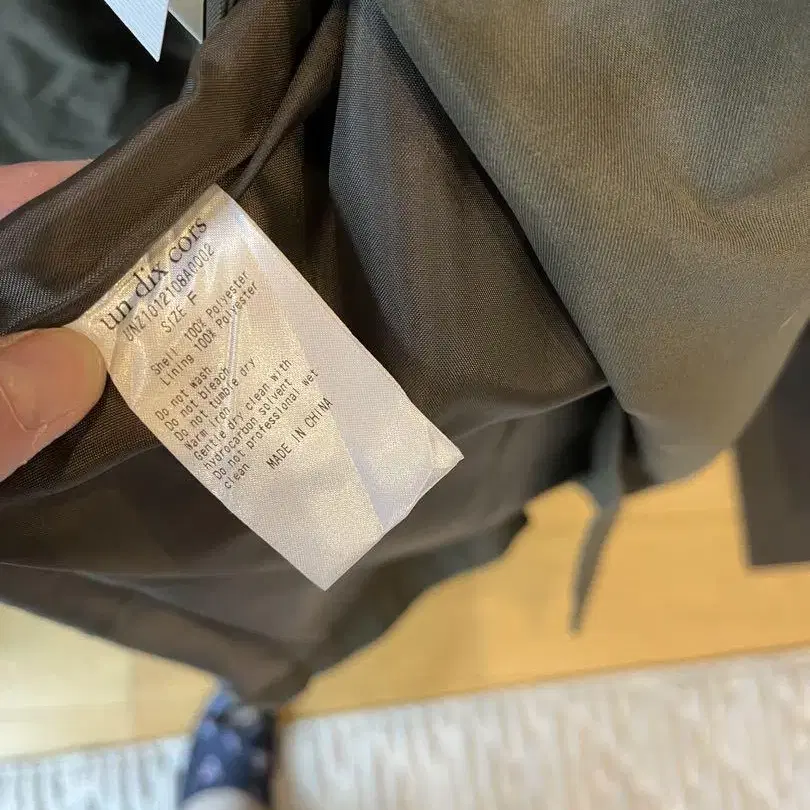 un dix cors
UNZ1012108A0002
SIZE F
Shell 100% Polyester
Lining 100% Polyester
Do not wash
Do not bleach
Do not tumble dry
Warm iron
Gentle dry clean with
hydrocarbon solvent
Do not professional wet
clean
MADE IN CHINA